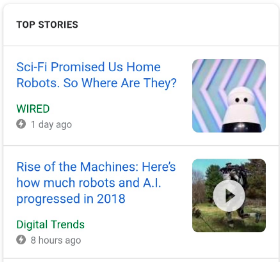 TOP STORIES
Sci-Fi Promised Us Home
Robots. So Where Are They?
WIRED
1 day ago
Rise of the Machines: Here's
how much robots and A.I.
progressed in 2018
Digital Trends
8 hours ago